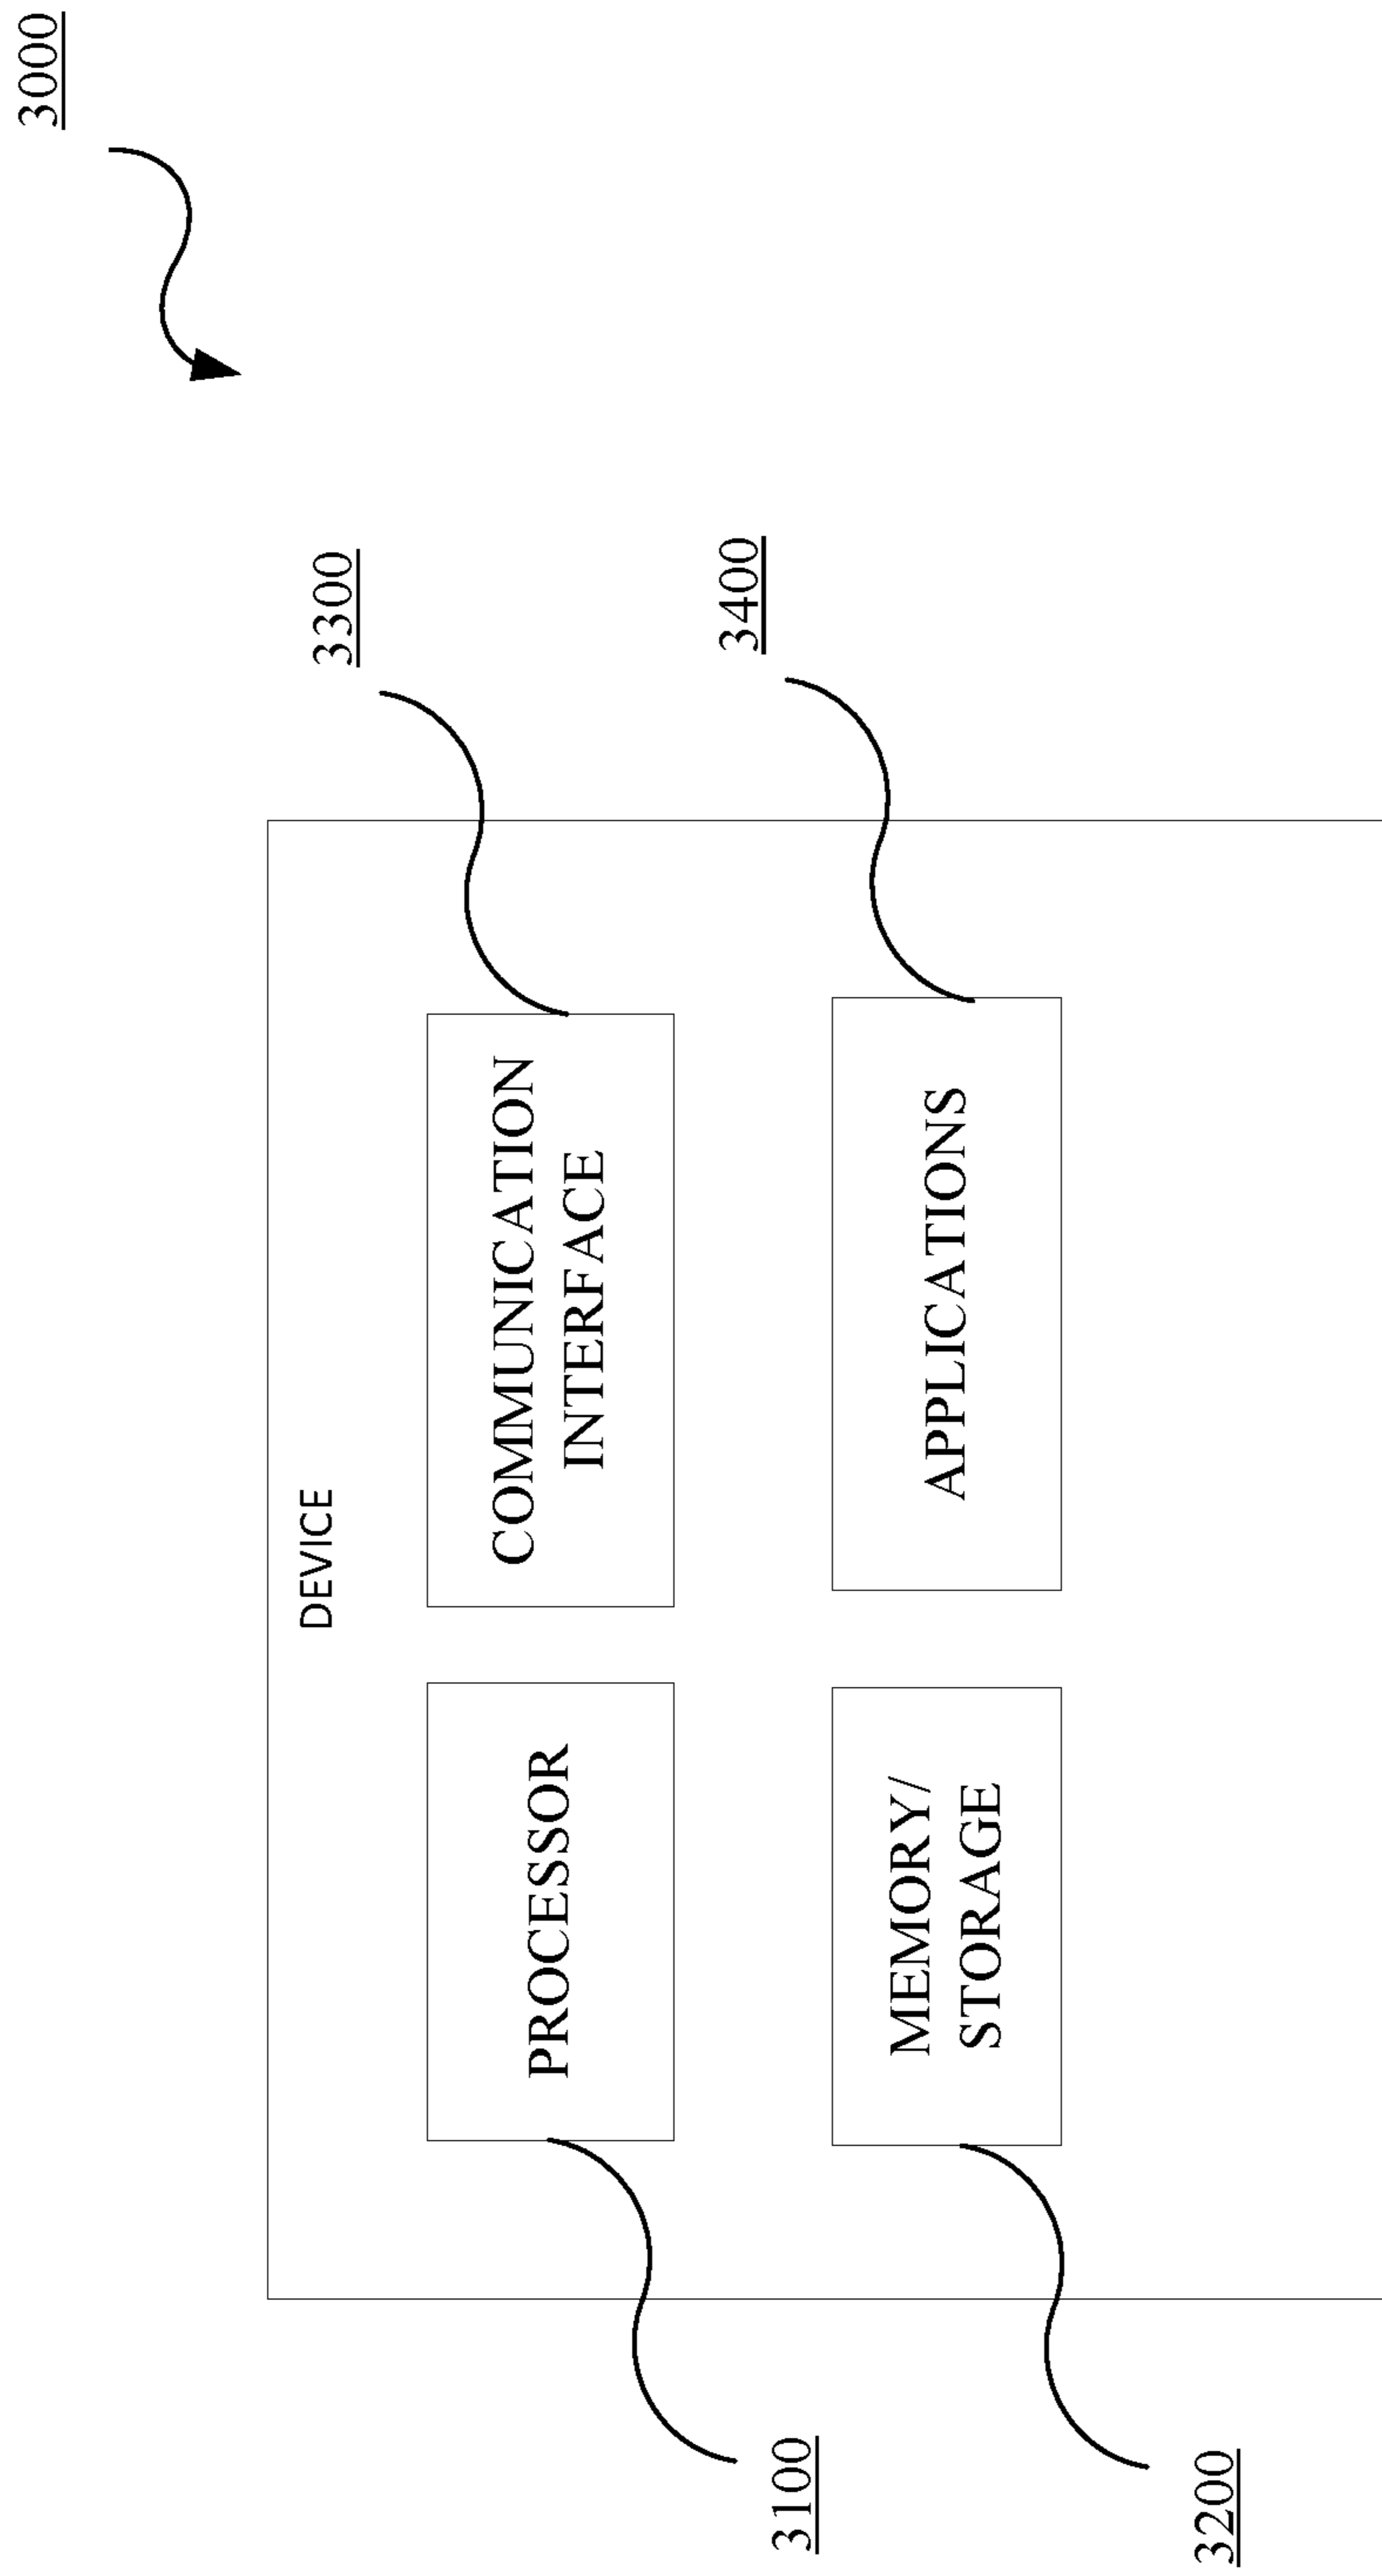 3000
DEVICE
3300
PROCESSOR
COMMUNICATION
INTERFACE
3100
3400
MEMORY/
STORAGE
APPLICATIONS
3200